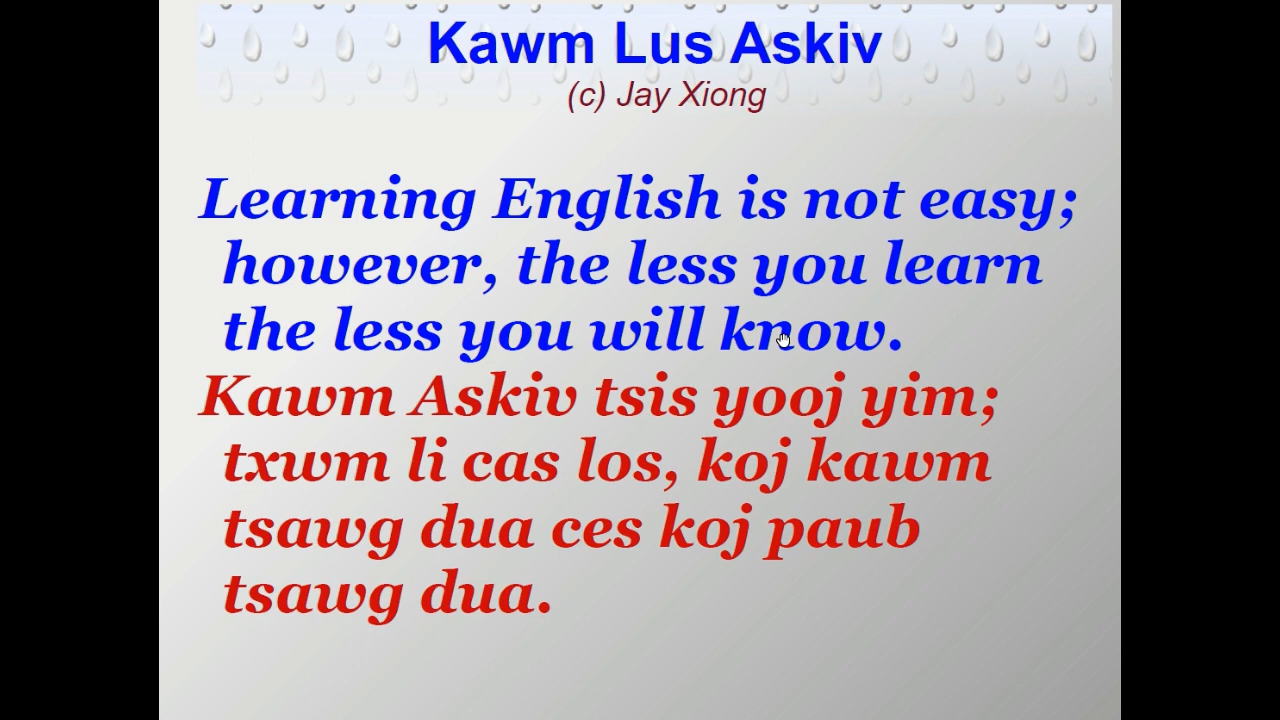 Kawm Lus Askiv
(c) Jay Xiong
Learning English is not easy;
however, the less you learn
the less you will know.
Kawm Askiv tsis yooj yim;
txwm li cas los, koj kawm
tsawg dua ces koj paub
tsawg dua.